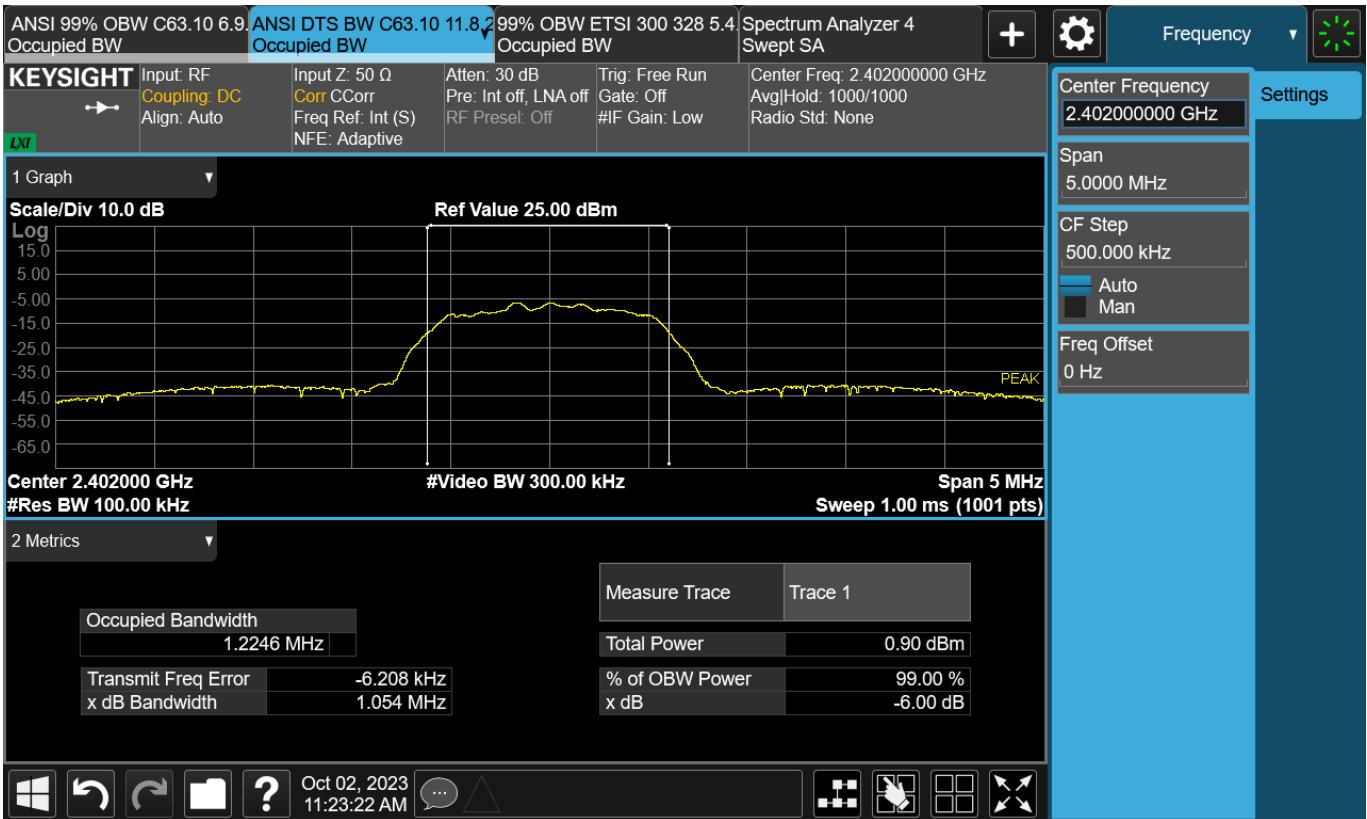 ANSI 99% OBW C63.10 6.9.
Occupied BW
ANSI DTS BW C63.10 11.8.2
Occupied BW
99% OBW ETSI 300 328 5.4.
Occupied BW
Spectrum Analyzer 4
Swept SA
+
Frequency
KEYSIGHT
LXI
Input: RF
Coupling: DC
Align: Auto
Input Z: 50 Ω
Corr CCorr
Freq Ref: Int (S)
NFE: Adaptive
Atten: 30 dB
Pre: Int off, LNA off
RF Presel: Off
Trig: Free Run
Gate: Off
#IF Gain: Low
Center Freq: 2.402000000 GHz
Avg|Hold: 1000/1000
Radio Std: None
1 Graph
Scale/Div 10.0 dB
Ref Value 25.00 dBm
Log
15.0
5.00
-5.00
-15.0
-25.0
-35.0
-45.0
-55.0
-65.0
PEAK
Center 2.402000 GHz
#Video BW 300.00 kHz
Span 5 MHz
#Res BW 100.00 kHz
Sweep 1.00 ms (1001 pts)
2 Metrics
Measure Trace
Trace 1
Occupied Bandwidth
1.2246 MHz
Total Power
0.90 dBm
Transmit Freq Error
-6.208 kHz
% of OBW Power
99.00 %
x dB Bandwidth
1.054 MHz
x dB
-6.00 dB
Center Frequency
2.402000000 GHz
Settings
Span
5.0000 MHz
CF Step
500.000 kHz
Auto
Man
Freq Offset
0 Hz
?
Oct 02, 2023
11:23:22 AM